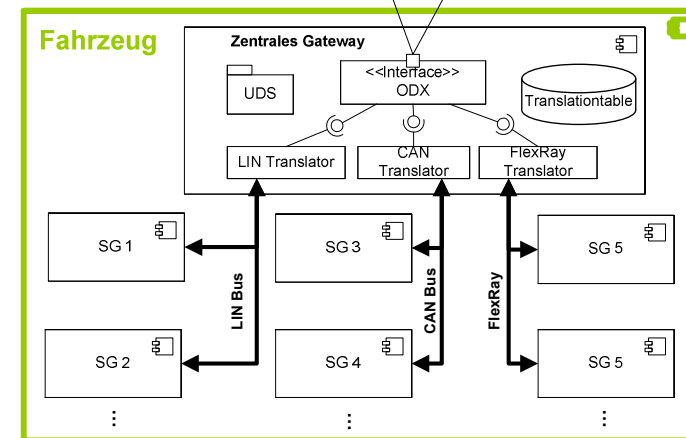 Fahrzeug
Zentrales Gateway
UDS
<<Interface>>
ODX
Translationtable
LIN Translator
CAN
Translator
FlexRay
Translator
SG 1
SG 3
SG 5
LIN Bus
CAN Bus
FlexRay
SG 2
SG 4
SG 5